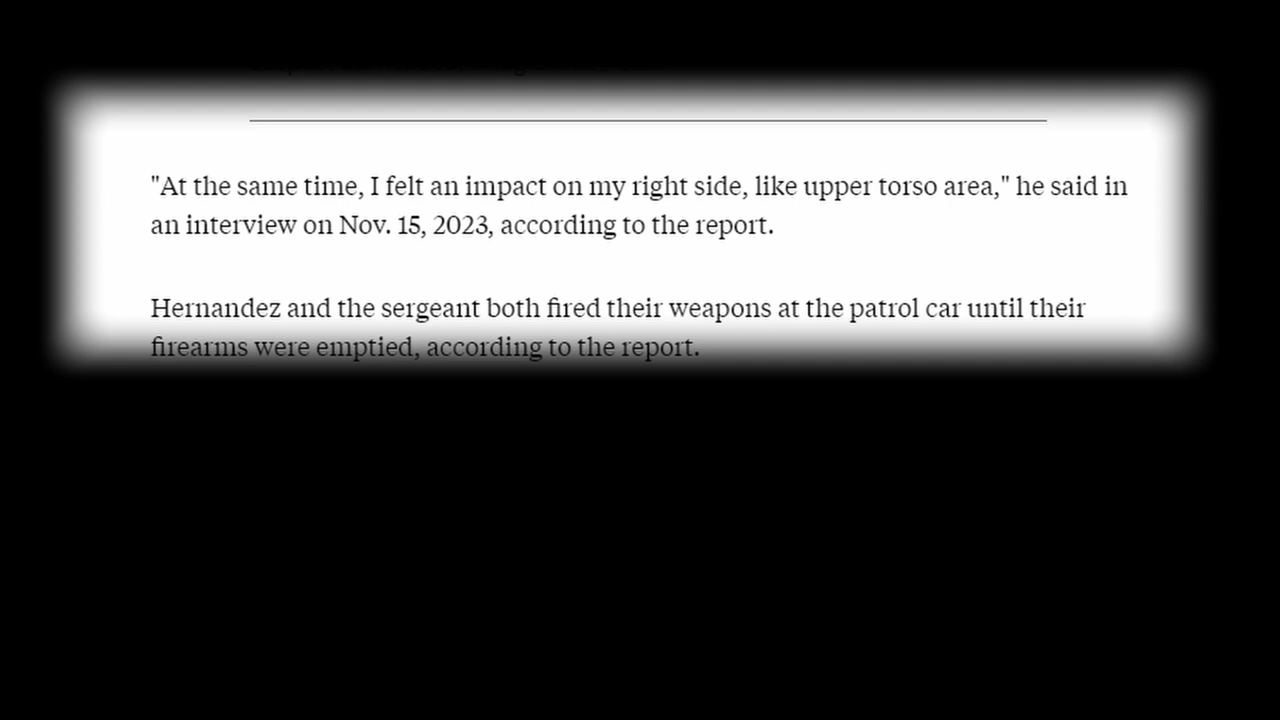 "At the same time, I felt an impact on my right side, like upper torso area," he said in
an interview on Nov. 15, 2023, according to the report.
Hernandez and the sergeant both fired their weapons at the patrol car until their
firearms were emptied, according to the report.